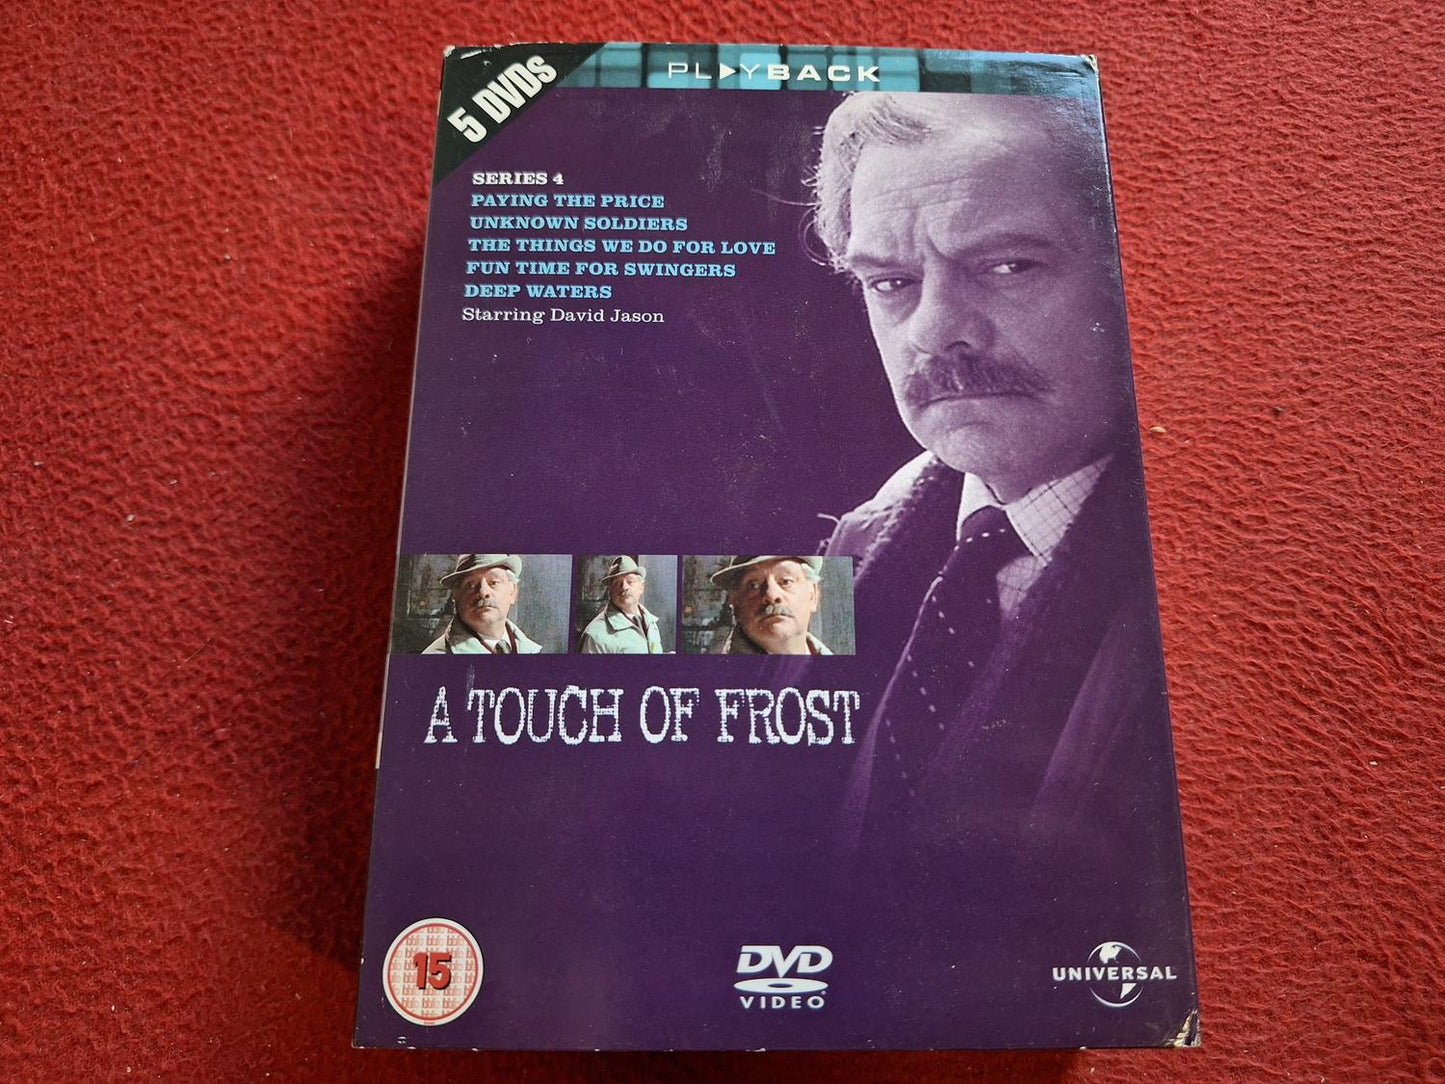 5 DVDs
PLAYBACK
SERIES 4
PAYING THE PRICE
UNKNOWN SOLDIERS
THE THINGS WE DO FOR LOVE
FUN TIME FOR SWINGERS
DEEP WATERS
Starring David Jason
A TOUCH OF FROST
15
DVD
VIDEO
UNIVERSAL